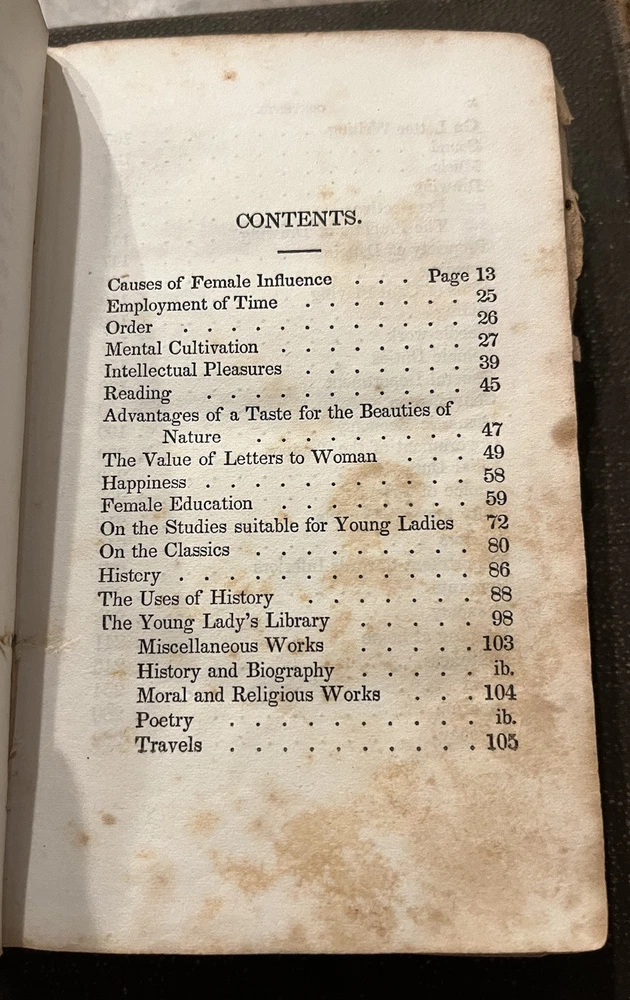 CONTENTS.
Causes of Female Influence . . . Page 13
Employment of Time . . . . . . . 25
Order . . . . . . . . . . . . 26
Mental Cultivation . . . . . . . . 27
Intellectual Pleasures . . . . . . . 39
Reading . . . . . . . . . . . 45
Advantages of a Taste for the Beauties of
Nature . . . . . . . . . 47
The Value of Letters to Woman . . . 49
Happiness . . . . . . . . . . . 58
Female Education . . . . . . . . 59
On the Studies suitable for Young Ladies 72
On the Classics . . . . . . . . . 80
History . . . . . . . . . . . . 86
The Uses of History . . . . . . . 88
The Young Lady's Library . . . . . 98
Miscellaneous Works . . . . . 103
History and Biography . . . . . ib.
Moral and Religious Works . . . 104
Poetry . . . . . . . . . . ib.
Travels . . . . . . . . . . 105